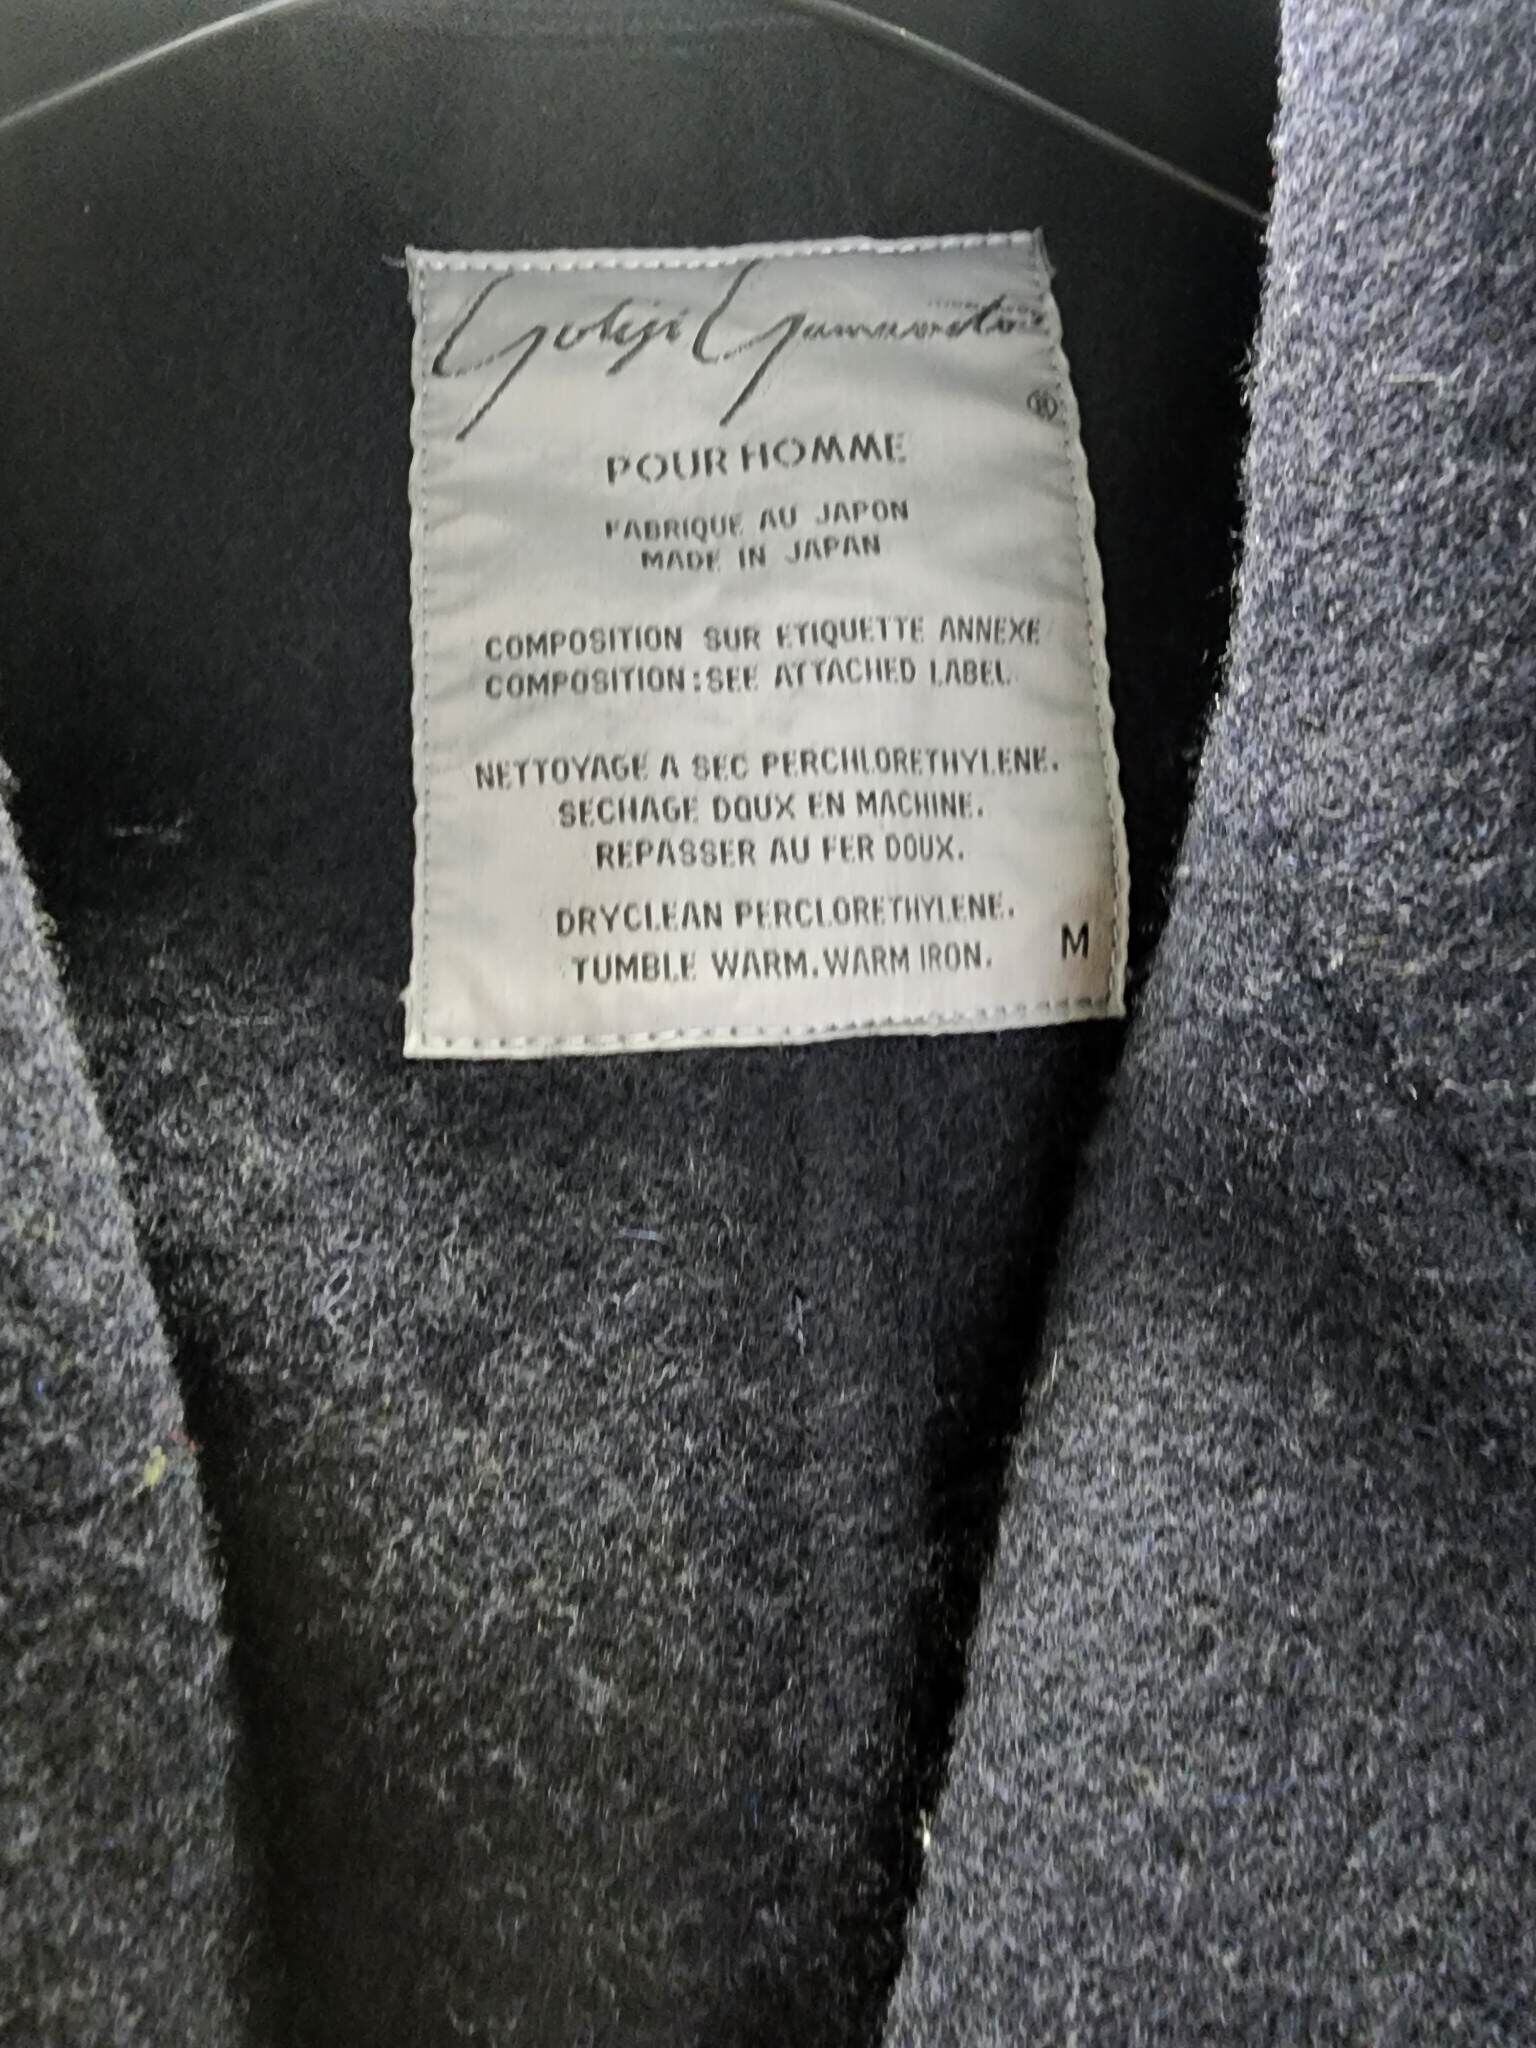 Yohji Yamamoto
®
POUR HOMME
FABRIQUE AU JAPON
MADE IN JAPAN
COMPOSITION SUR ETIQUETTE ANNEXE
COMPOSITION:SEE ATTACHED LABEL
NETTOYAGE A SEC PERCHLORETHYLENE.
SECHAGE DOUX EN MACHINE.
REPASSER AU FER DOUX.
DRYCLEAN PERCLORETHYLENE.
TUMBLE WARM.WARM IRON.
M